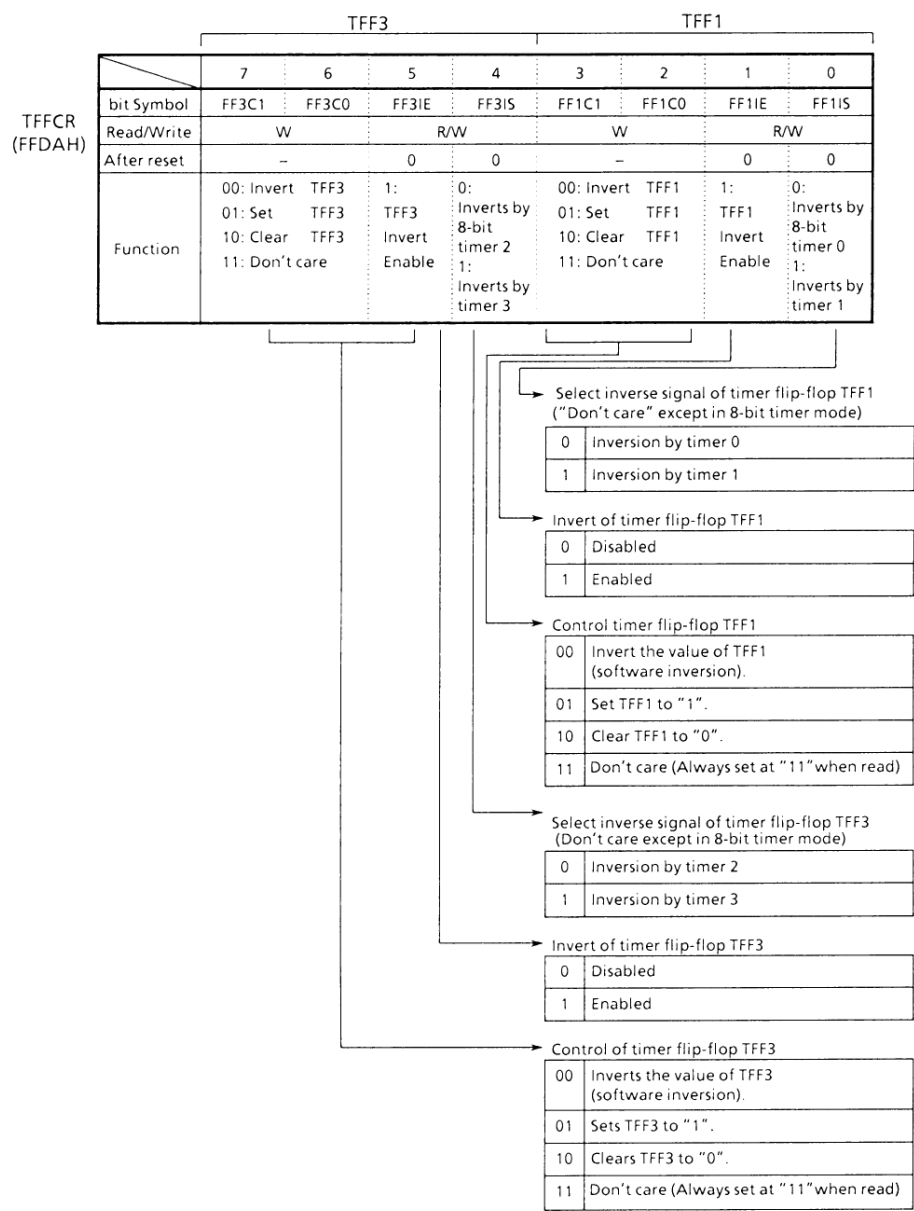 TFF3 TFF1
7 6 5 4 3 2 1 0
bit Symbol FF3C1 FF3C0 FF3IE FF3IS FF1C1 FF1C0 FF1IE FF1IS
TFFCR
(FFDAH)
Read/Write W R/W W R/W
After reset – 0 0 – 0 0
Function
00: Invert TFF3
01: Set TFF3
10: Clear TFF3
11: Don't care
1:
TFF3
Invert
Enable
0:
Inverts by
8-bit
timer 2
1:
Inverts by
timer 3
00: Invert TFF1
01: Set TFF1
10: Clear TFF1
11: Don't care
1:
TFF1
Invert
Enable
0:
Inverts by
8-bit
timer 0
1:
Inverts by
timer 1
Select inverse signal of timer flip-flop TFF1
("Don't care" except in 8-bit timer mode)
0 Inversion by timer 0
1 Inversion by timer 1
Invert of timer flip-flop TFF1
0 Disabled
1 Enabled
Control timer flip-flop TFF1
00 Invert the value of TFF1
(software inversion).
01 Set TFF1 to "1".
10 Clear TFF1 to "0".
11 Don't care (Always set at "11" when read)
Select inverse signal of timer flip-flop TFF3
(Don't care except in 8-bit timer mode)
0 Inversion by timer 2
1 Inversion by timer 3
Invert of timer flip-flop TFF3
0 Disabled
1 Enabled
Control of timer flip-flop TFF3
00 Inverts the value of TFF3
(software inversion).
01 Sets TFF3 to "1".
10 Clears TFF3 to "0".
11 Don't care (Always set at "11" when read)